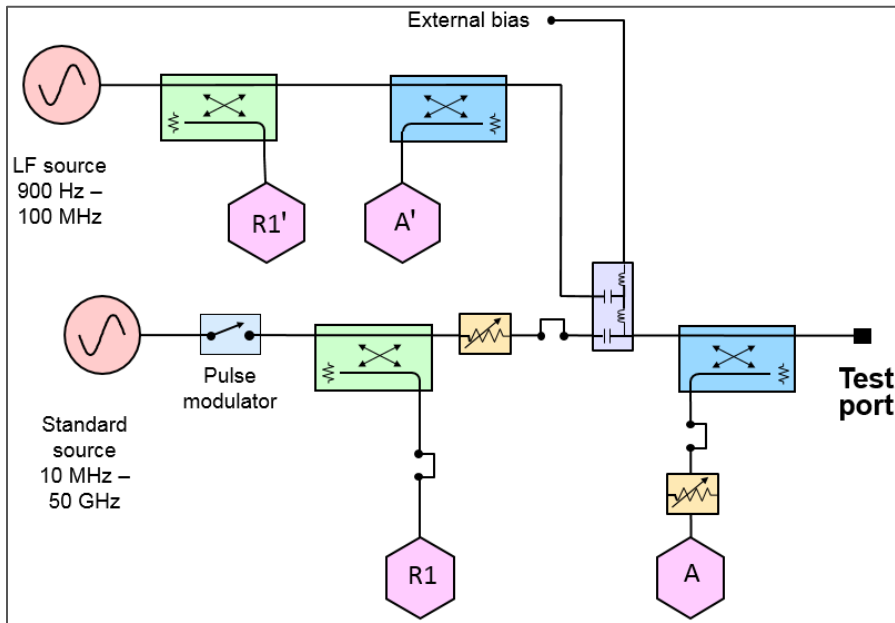 External bias
LF source
900 Hz –
100 MHz
R1'
A'
Pulse
modulator
Standard
source
10 MHz –
50 GHz
Test
port
R1
A